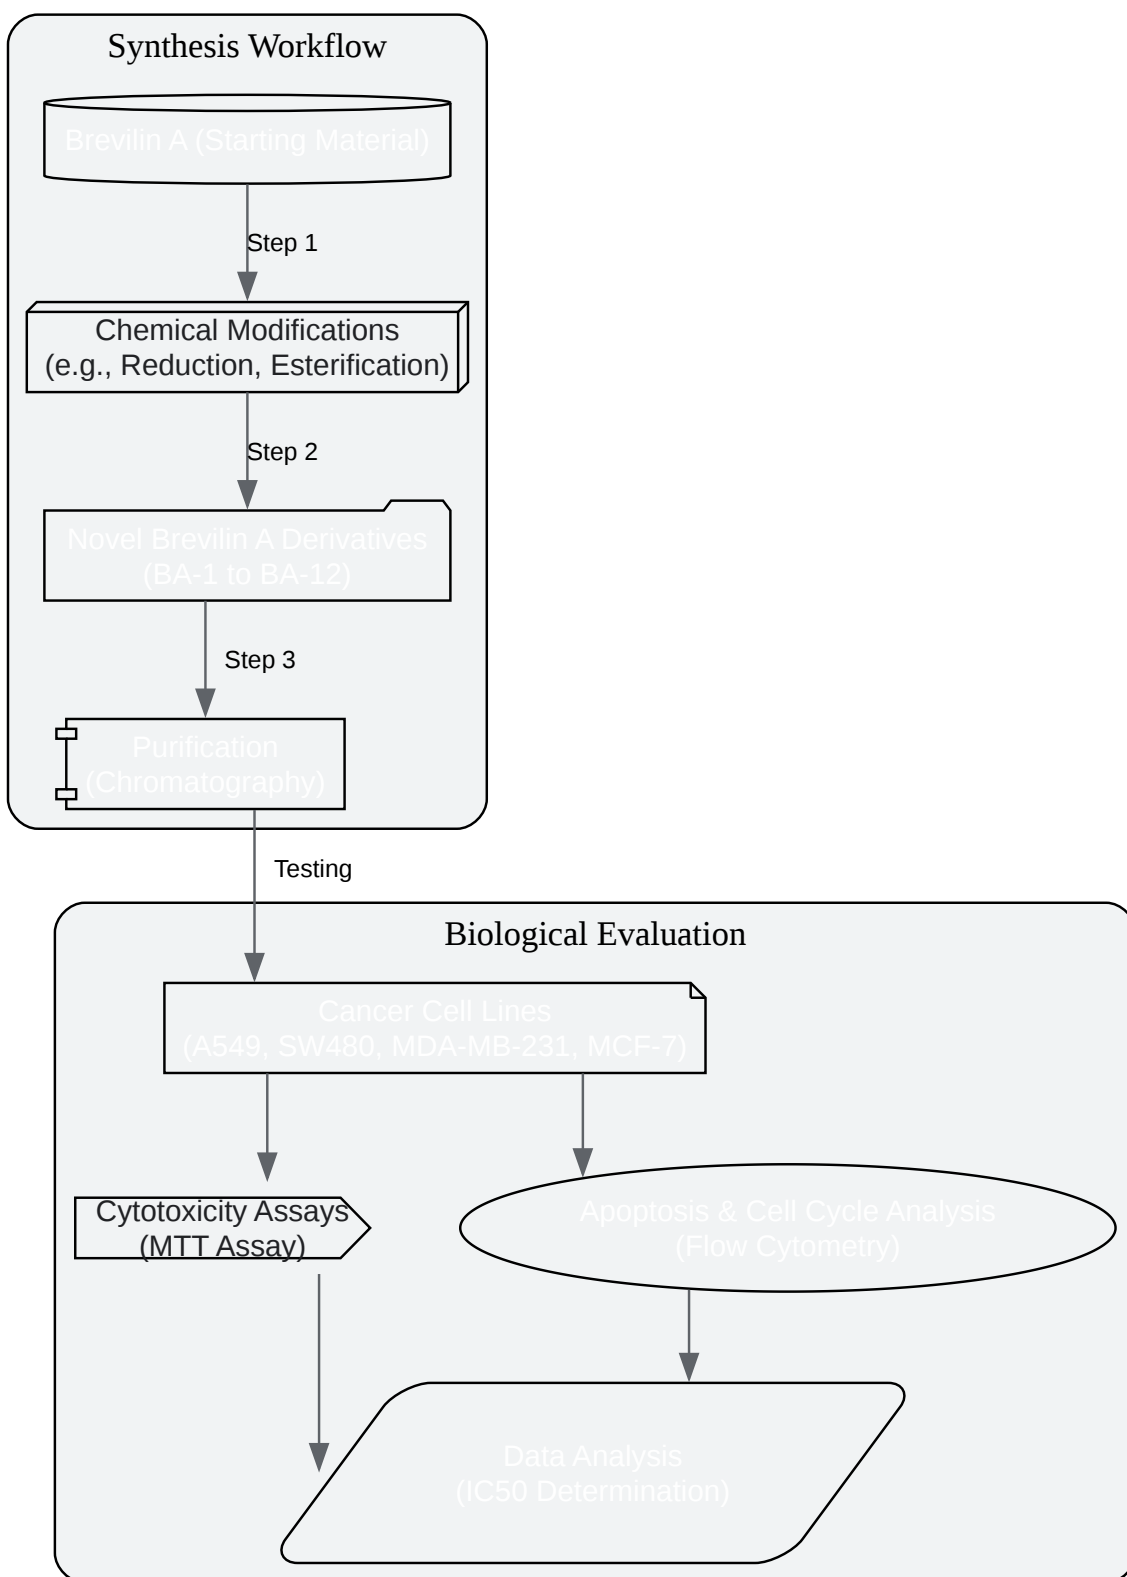 Synthesis Workflow
Brevilin A (Starting Material)
Step 1
Chemical Modifications
(e.g., Reduction, Esterification)
Step 2
Novel Brevilin A Derivatives
(BA-1 to BA-12)
Step 3
Purification
(Chromatography)
Testing
Biological Evaluation
Cancer Cell Lines
(A549, SW480, MDA-MB-231, MCF-7)
Cytotoxicity Assays
(MTT Assay)
Apoptosis & Cell Cycle Analysis
(Flow Cytometry)
Data Analysis
(IC50 Determination)